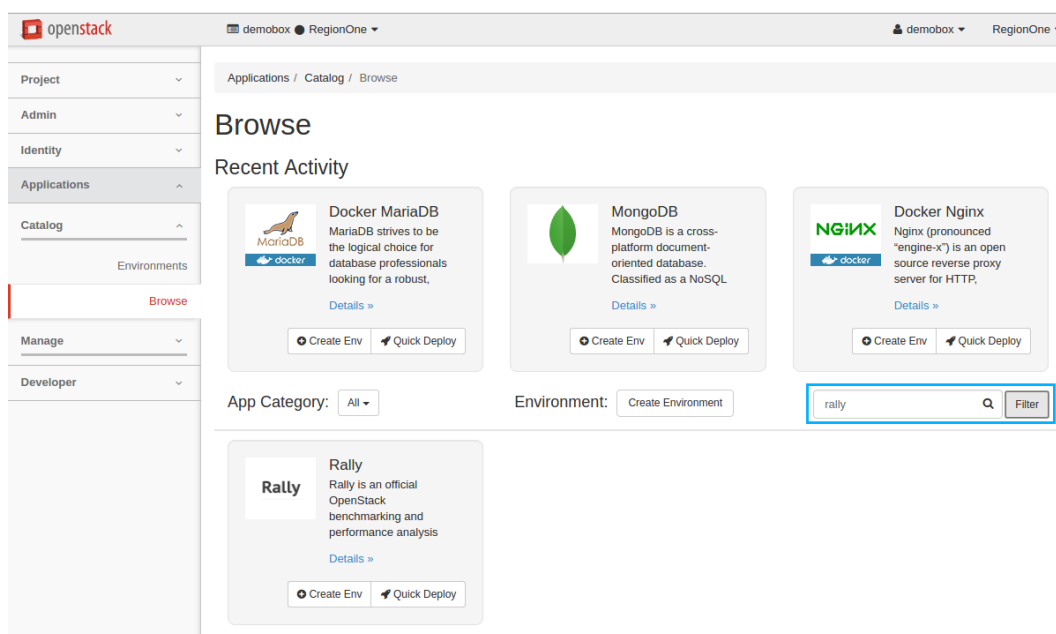 openstack
demobox ● RegionOne
demobox
RegionOne
Project
Admin
Identity
Applications
Catalog
Environments
Browse
Manage
Developer
Applications / Catalog / Browse
Browse
Recent Activity
MariaDB
docker
Docker MariaDB
MariaDB strives to be
the logical choice for
database professionals
looking for a robust,
Details »
Create Env
Quick Deploy
MongoDB
MongoDB is a cross-
platform document-
oriented database.
Classified as a NoSQL
Details »
Create Env
Quick Deploy
NGINX
docker
Docker Nginx
Nginx (pronounced
“engine-x”) is an open
source reverse proxy
server for HTTP,
Details »
Create Env
Quick Deploy
App Category:
All
Environment:
Create Environment
rally
Filter
Rally
Rally
Rally is an official
OpenStack
benchmarking and
performance analysis
Details »
Create Env
Quick Deploy